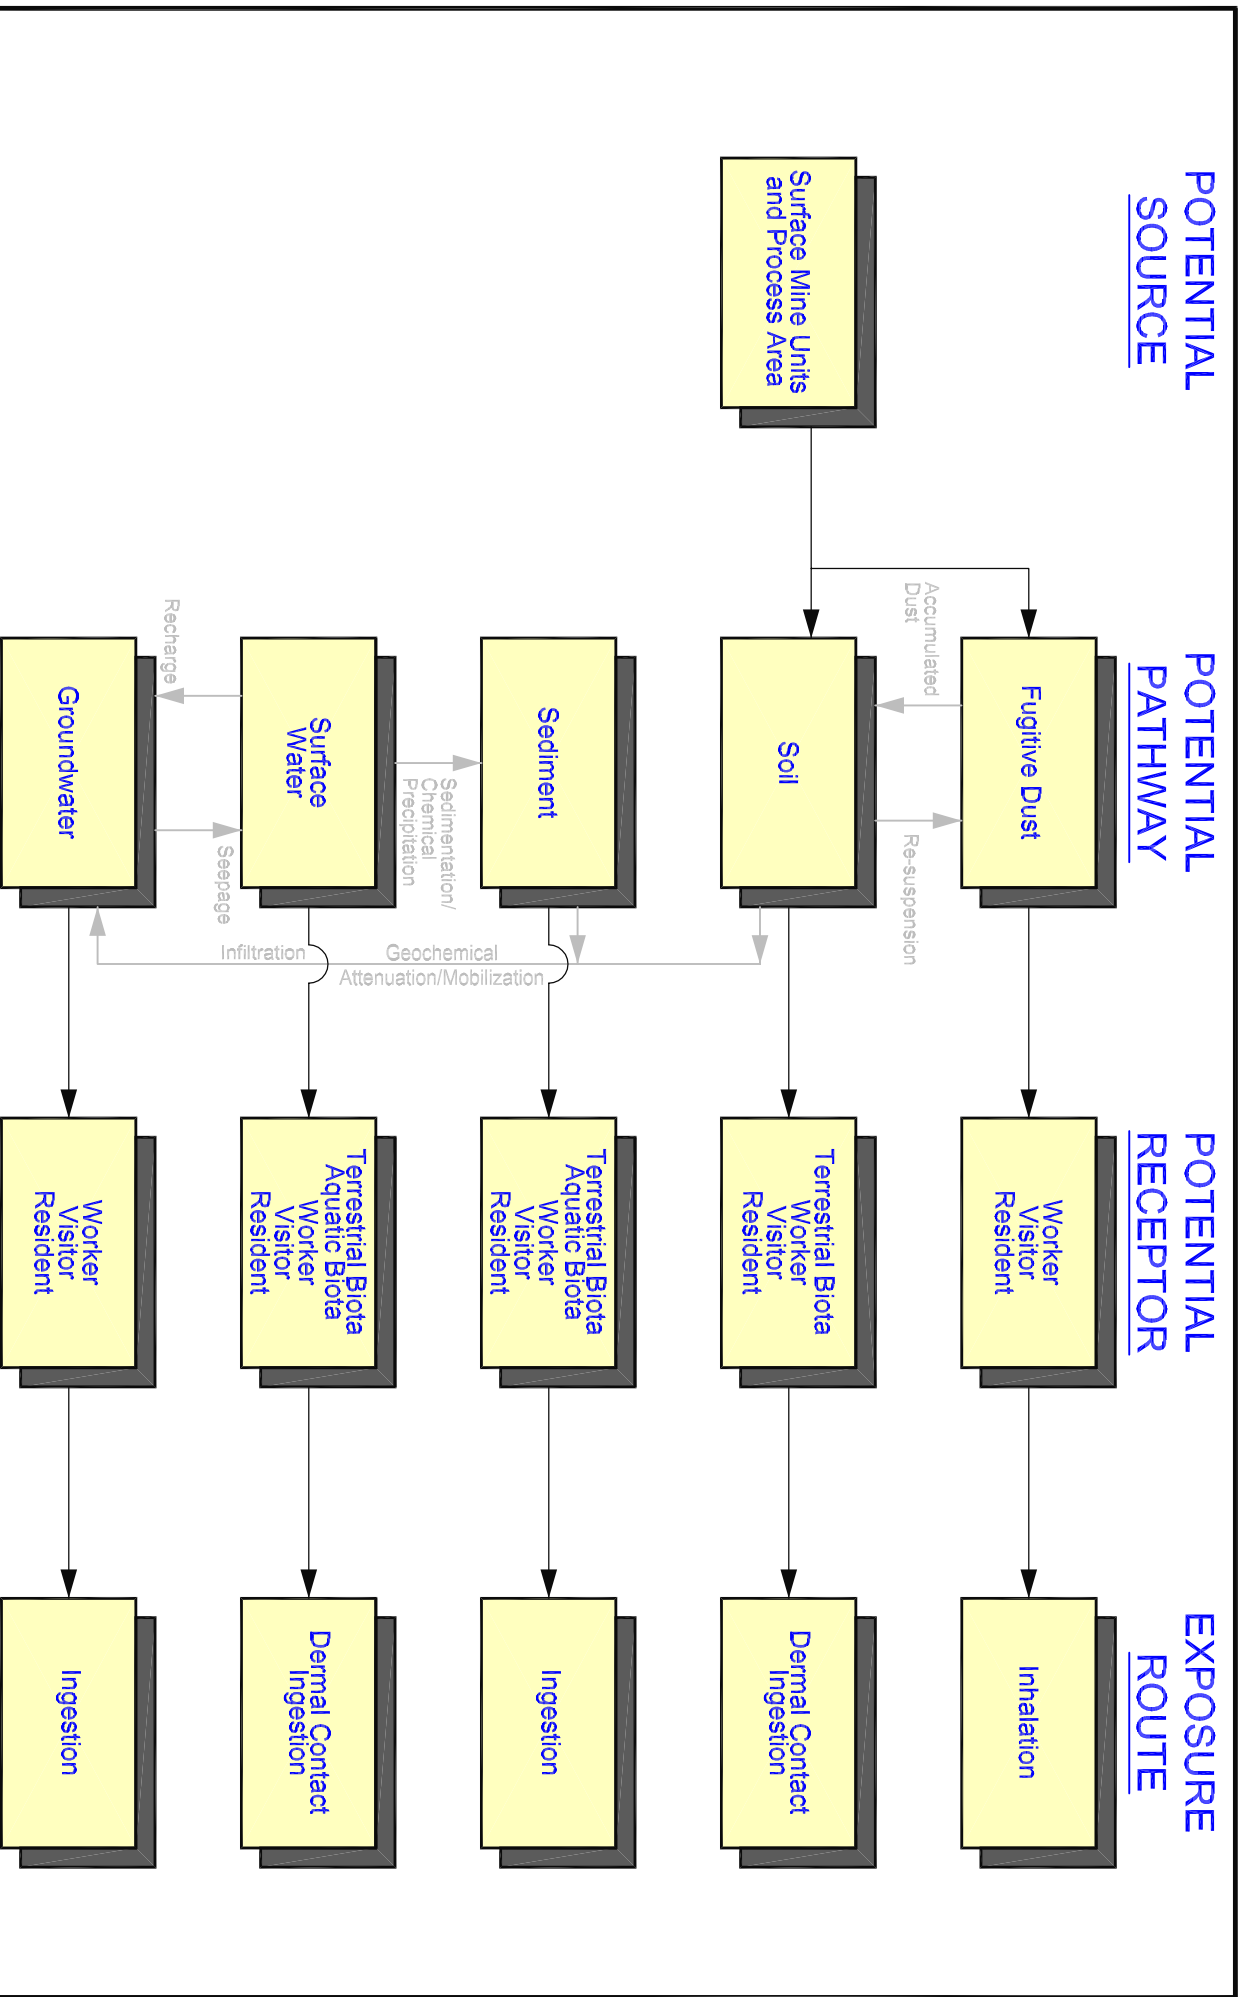 POTENTIAL
SOURCE
POTENTIAL
PATHWAY
POTENTIAL
RECEPTOR
EXPOSURE
ROUTE
Fugitive Dust
Worker
Visitor
Resident
Inhalation
Accumulated
Dust
Re-suspension
Surface Mine Units
and Process Area
Soil
Terrestrial Biota
Worker
Visitor
Resident
Dermal Contact
Ingestion
Sediment
Terrestrial Biota
Aquatic Biota
Worker
Visitor
Resident
Ingestion
Sedimentation/
Chemical
Precipitation
Geochemical
Attenuation/Mobilization
Surface
Water
Terrestrial Biota
Aquatic Biota
Worker
Visitor
Resident
Dermal Contact
Ingestion
Infiltration
Seepage
Recharge
Groundwater
Worker
Visitor
Resident
Ingestion